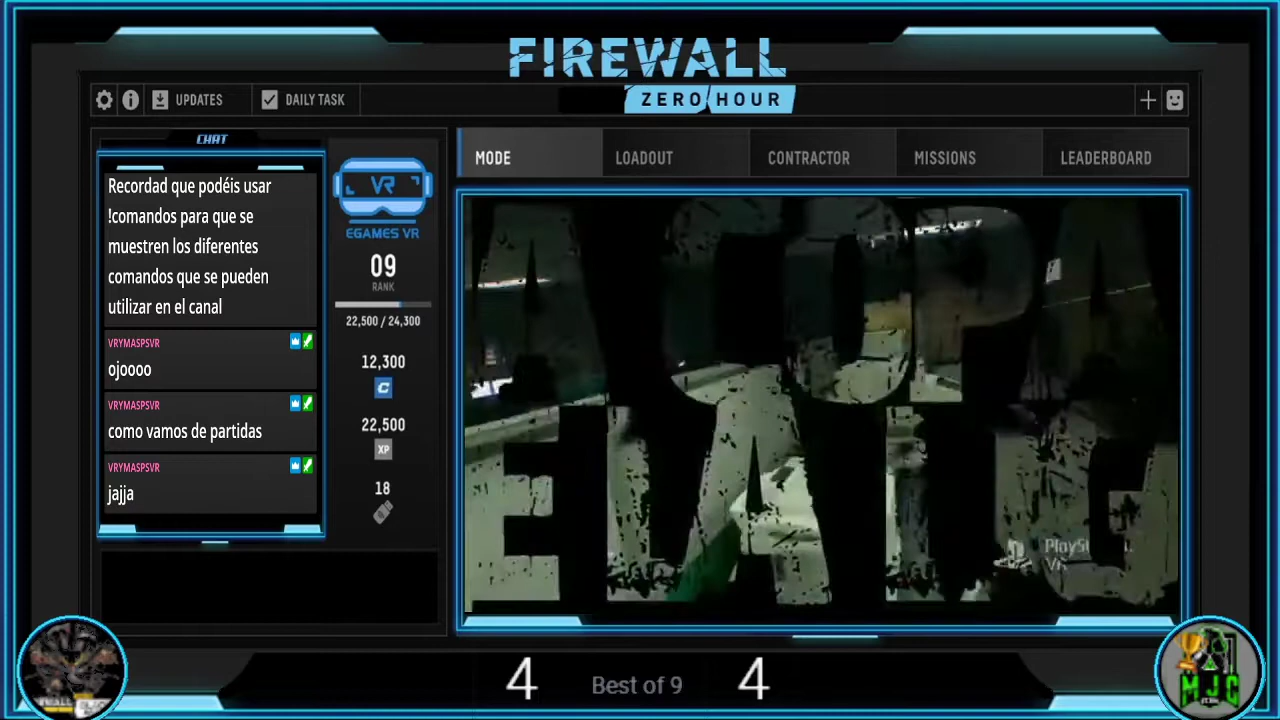 F!REWALL
ZERO HOUR
UPDATES
DAILY TASK
CHAT
Recordad que podéis usar
!comandos para que se
muestren los diferentes
comandos que se pueden
utilizar en el canal
VRYMASPSVR
ojoooo
VRYMASPSVR
como vamos de partidas
VRYMASPSVR
jajja
VR
EGAMES VR
09
RANK
22,500 / 24,300
12,300
C
22,500
XP
18
MODE
LOADOUT
CONTRACTOR
MISSIONS
LEADERBOARD
A COPA
VR
4
Best of 9
4
MJC